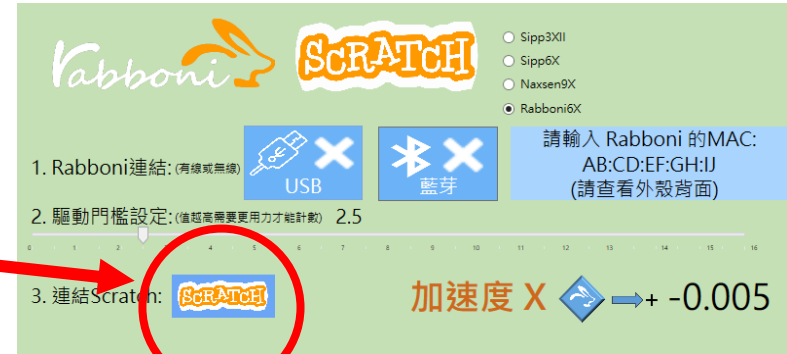 rabboni
SCRATCH
Sipp3XII
Sipp6X
Naxsen9X
Rabboni6X
1. Rabboni連結: (有線或無線)
USB
藍芽
請輸入 Rabboni 的MAC:
AB:CD:EF:GH:IJ
(請查看外殼背面)
2. 驅動門檻設定: (值越高需要更用力才能計數) 2.5
0 1 2 3 4 5 6 7 8 9 10 11 12 13 14 15 16
3. 連結Scratch: SCRATCH
加速度 X + -0.005